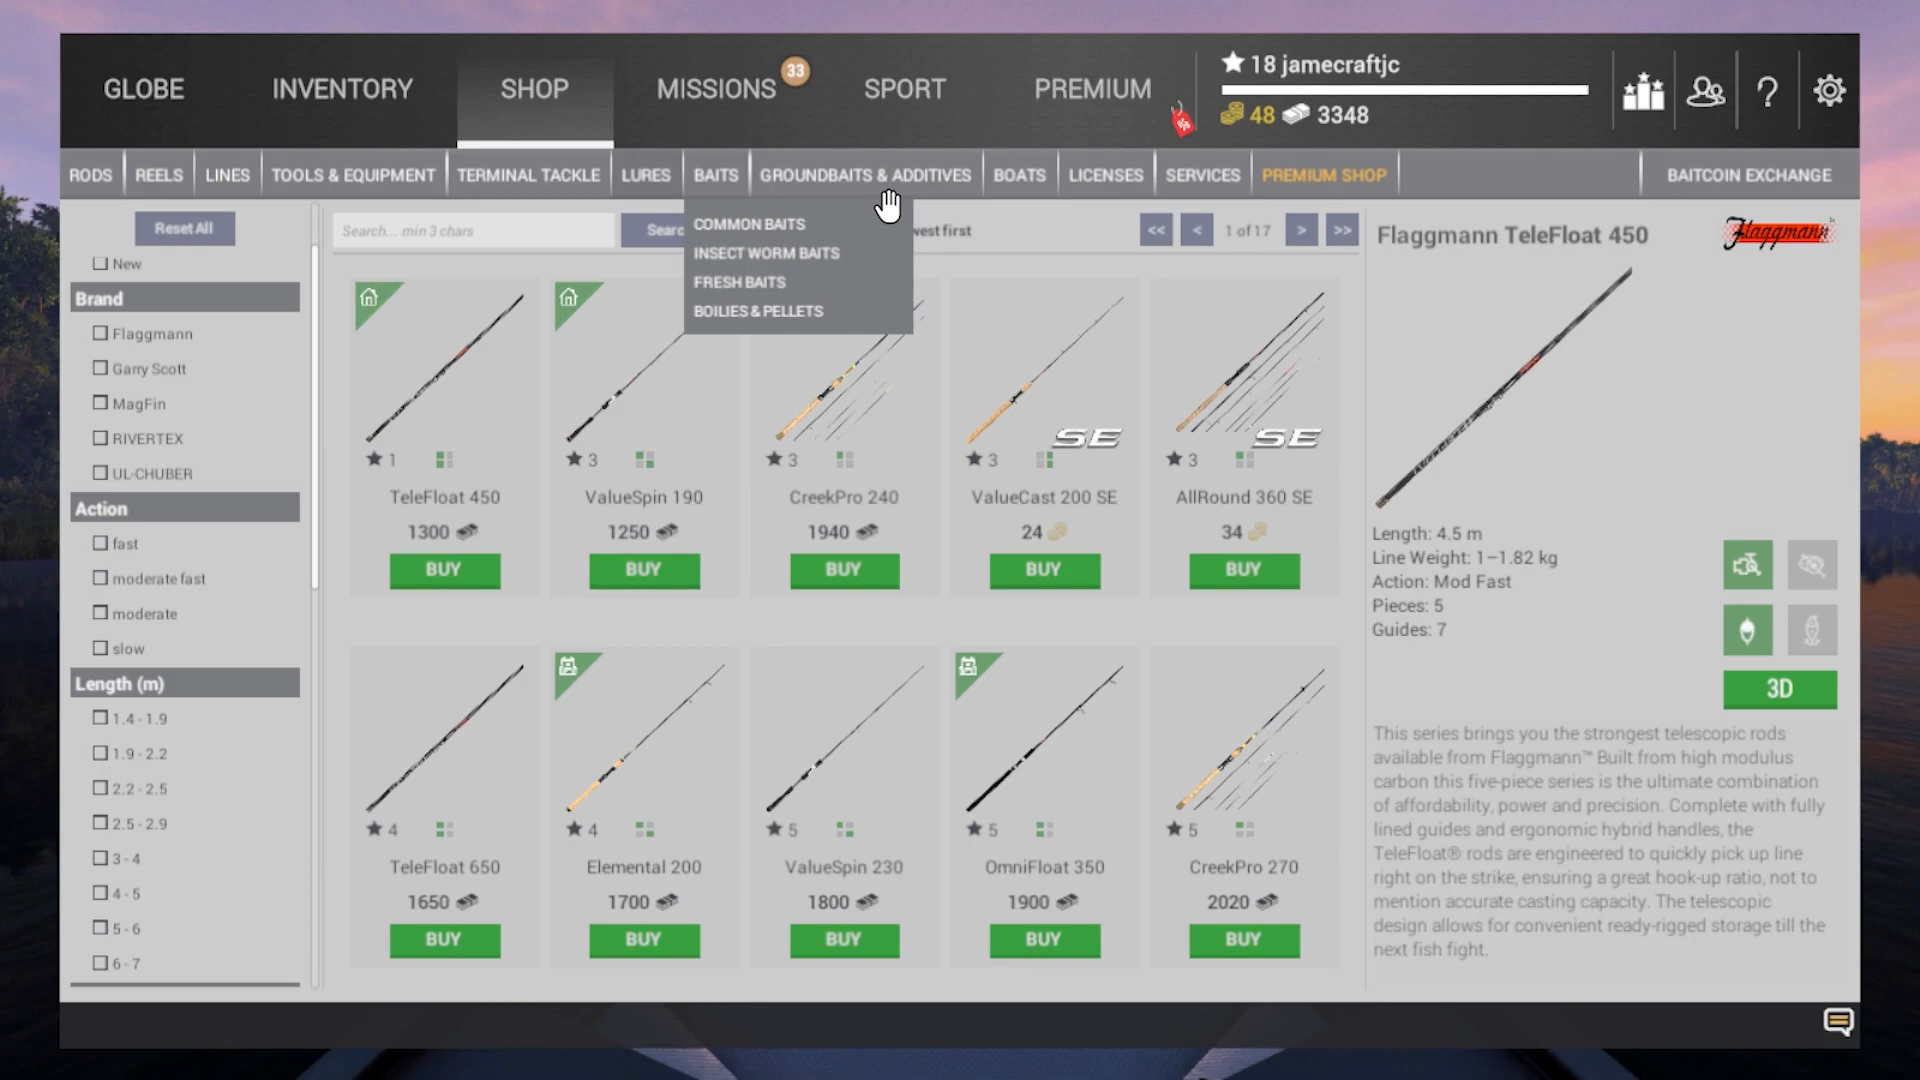 GLOBE
INVENTORY
SHOP
MISSIONS
33
SPORT
PREMIUM
18 jamecraftjc
48 3348
?
RODS
REELS
LINES
TOOLS & EQUIPMENT
TERMINAL TACKLE
LURES
BAITS
GROUNDBAITS & ADDITIVES
BOATS
LICENSES
SERVICES
PREMIUM SHOP
BAITCOIN EXCHANGE
COMMON BAITS
INSECT WORM BAITS
FRESH BAITS
BOILIES & PELLETS
Reset All
New
Brand
Flaggmann
Garry Scott
MagFin
RIVERTEX
UL-CHUBER
Action
fast
moderate fast
moderate
slow
Length (m)
1.4 - 1.9
1.9 - 2.2
2.2 - 2.5
2.5 - 2.9
3 - 4
4 - 5
5 - 6
6 - 7
Search... min 3 chars
Searc
west first
<<
<
1 of 17
>
>>
1
TeleFloat 450
1300
BUY
3
ValueSpin 190
1250
BUY
3
CreekPro 240
1940
BUY
SE
3
ValueCast 200 SE
24
BUY
SE
3
AllRound 360 SE
34
BUY
4
TeleFloat 650
1650
BUY
4
Elemental 200
1700
BUY
5
ValueSpin 230
1800
BUY
5
OmniFloat 350
1900
BUY
5
CreekPro 270
2020
BUY
Flaggmann TeleFloat 450
Flaggmann
Length: 4.5 m
Line Weight: 1–1.82 kg
Action: Mod Fast
Pieces: 5
Guides: 7
3D
This series brings you the strongest telescopic rods
available from Flaggmann™ Built from high modulus
carbon this five-piece series is the ultimate combination
of affordability, power and precision. Complete with fully
lined guides and ergonomic hybrid handles, the
TeleFloat® rods are engineered to quickly pick up line
right on the strike, ensuring a great hook-up ratio, not to
mention accurate casting capacity. The telescopic
design allows for convenient ready-rigged storage till the
next fish fight.